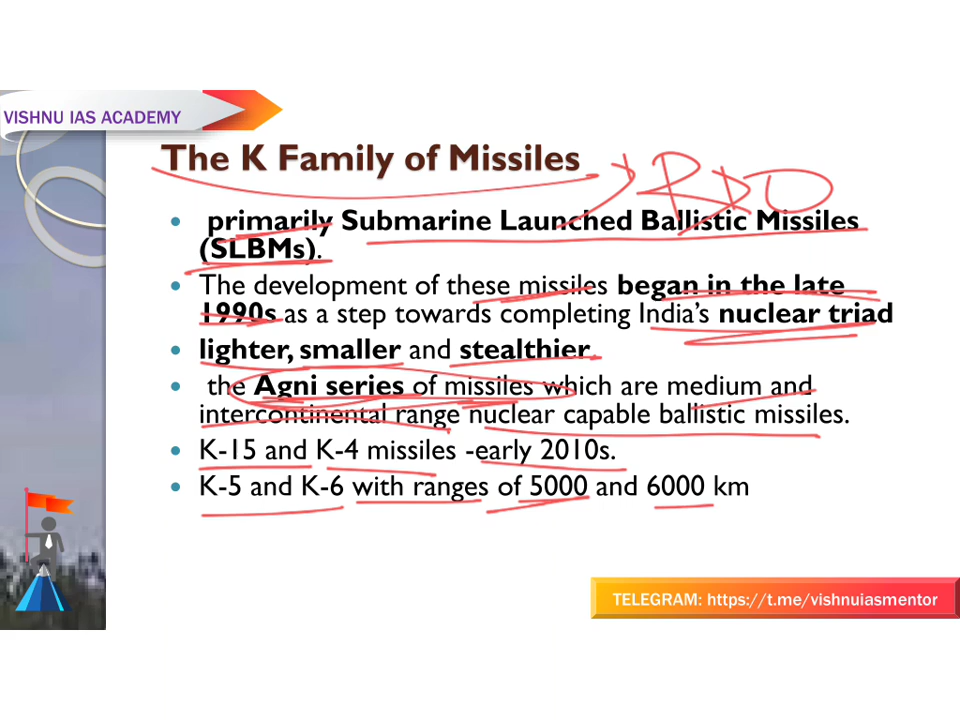 VISHNU IAS ACADEMY
The K Family of Missiles
RDO
• primarily Submarine Launched Ballistic Missiles
(SLBMs).
• The development of these missiles began in the late
1990s as a step towards completing India's nuclear triad
• lighter, smaller and stealthier.
• the Agni series of missiles which are medium and
intercontinental range nuclear capable ballistic missiles.
• K-15 and K-4 missiles -early 2010s.
• K-5 and K-6 with ranges of 5000 and 6000 km
TELEGRAM: https://t.me/vishnuiasmentor